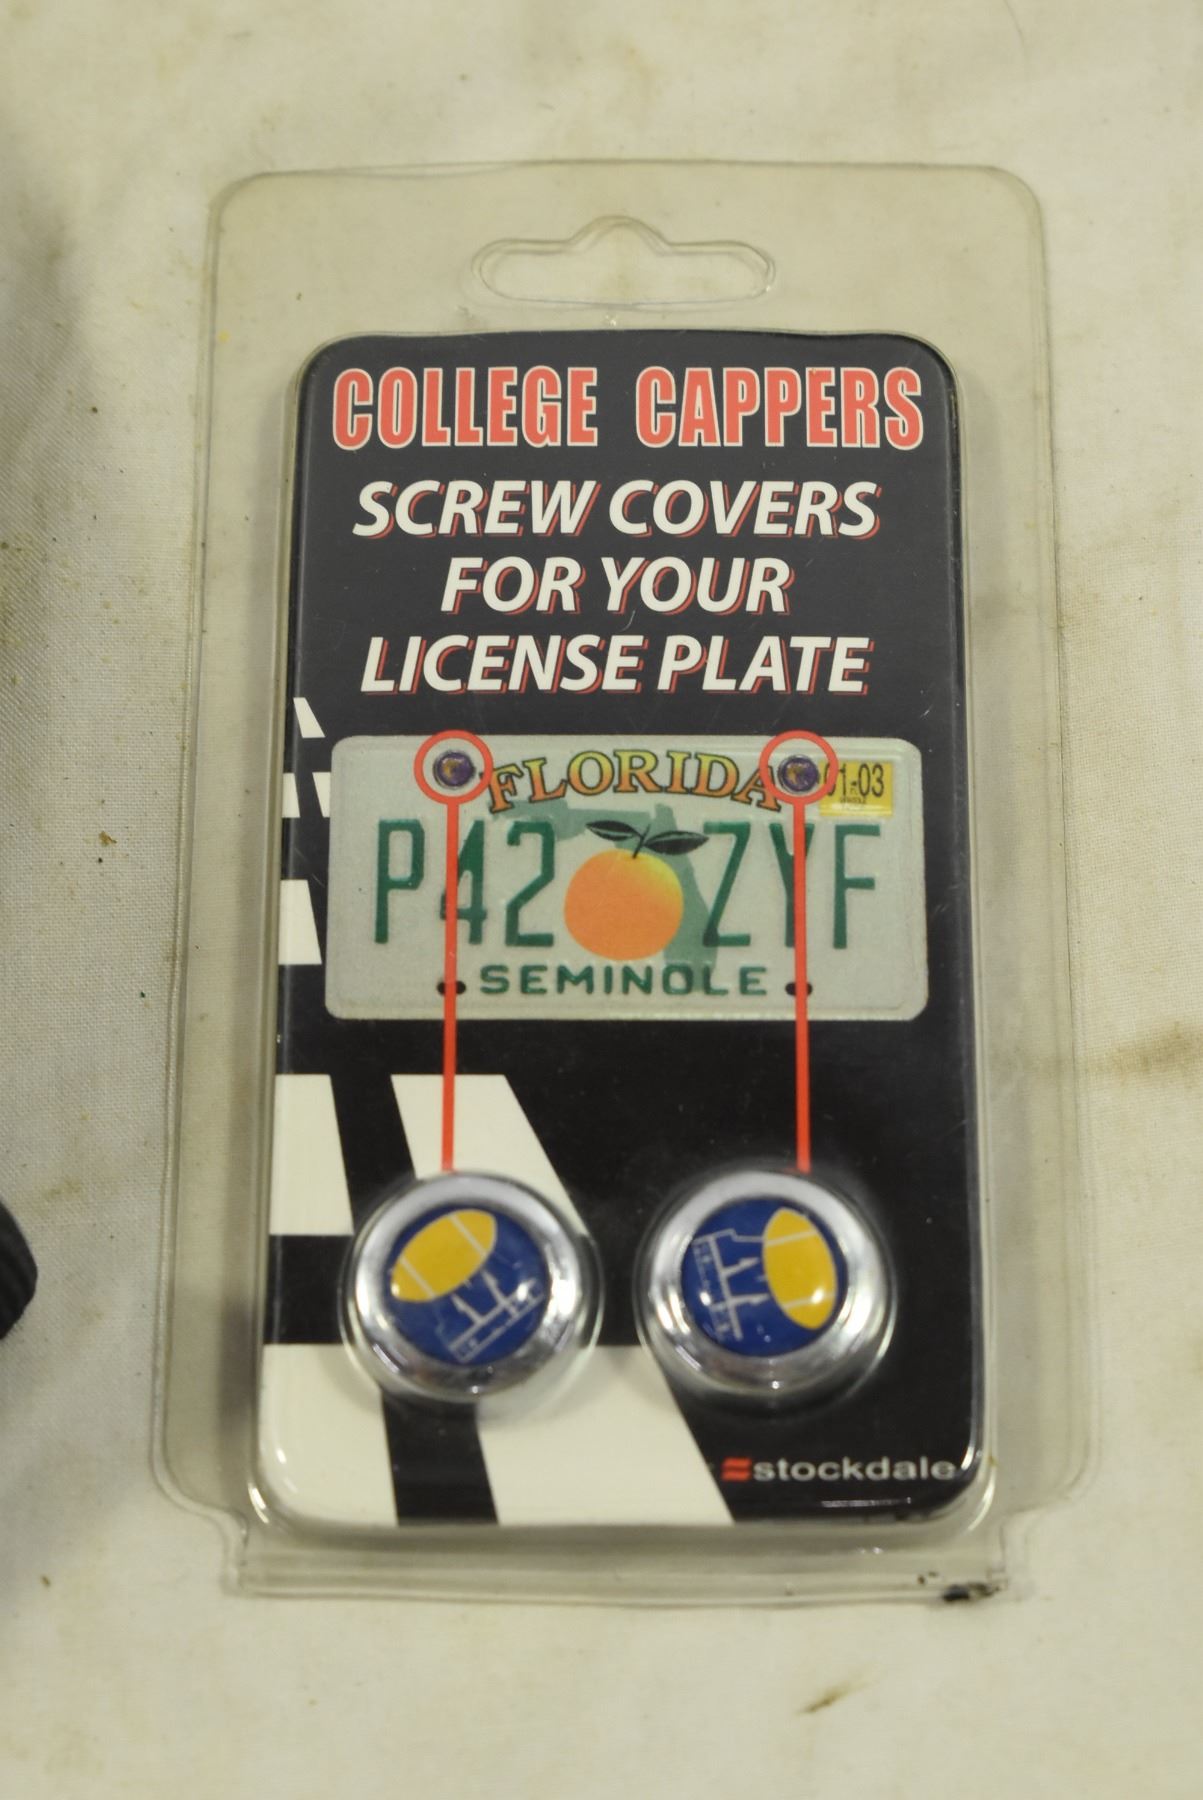 COLLEGE CAPPERS
SCREW COVERS
FOR YOUR
LICENSE PLATE
FLORIDA
01-03
P42 ZYF
SEMINOLE
stockdale